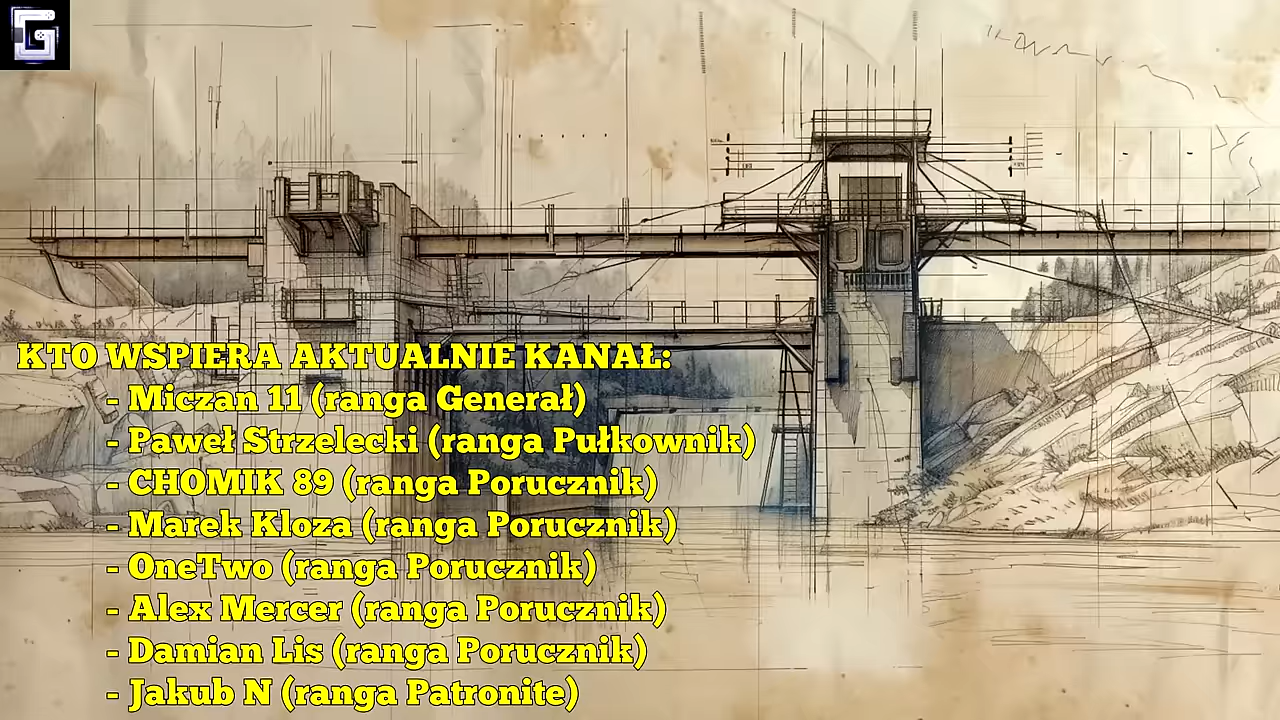 KTO WSPIERA AKTUALNIE KANAŁ:
- Miczan 11 (ranga Generał)
- Paweł Strzelecki (ranga Pułkownik)
- CHOMIK 89 (ranga Porucznik)
- Marek Kloza (ranga Porucznik)
- OneTwo (ranga Porucznik)
- Alex Mercer (ranga Porucznik)
- Damian Lis (ranga Porucznik)
- Jakub N (ranga Patronite)